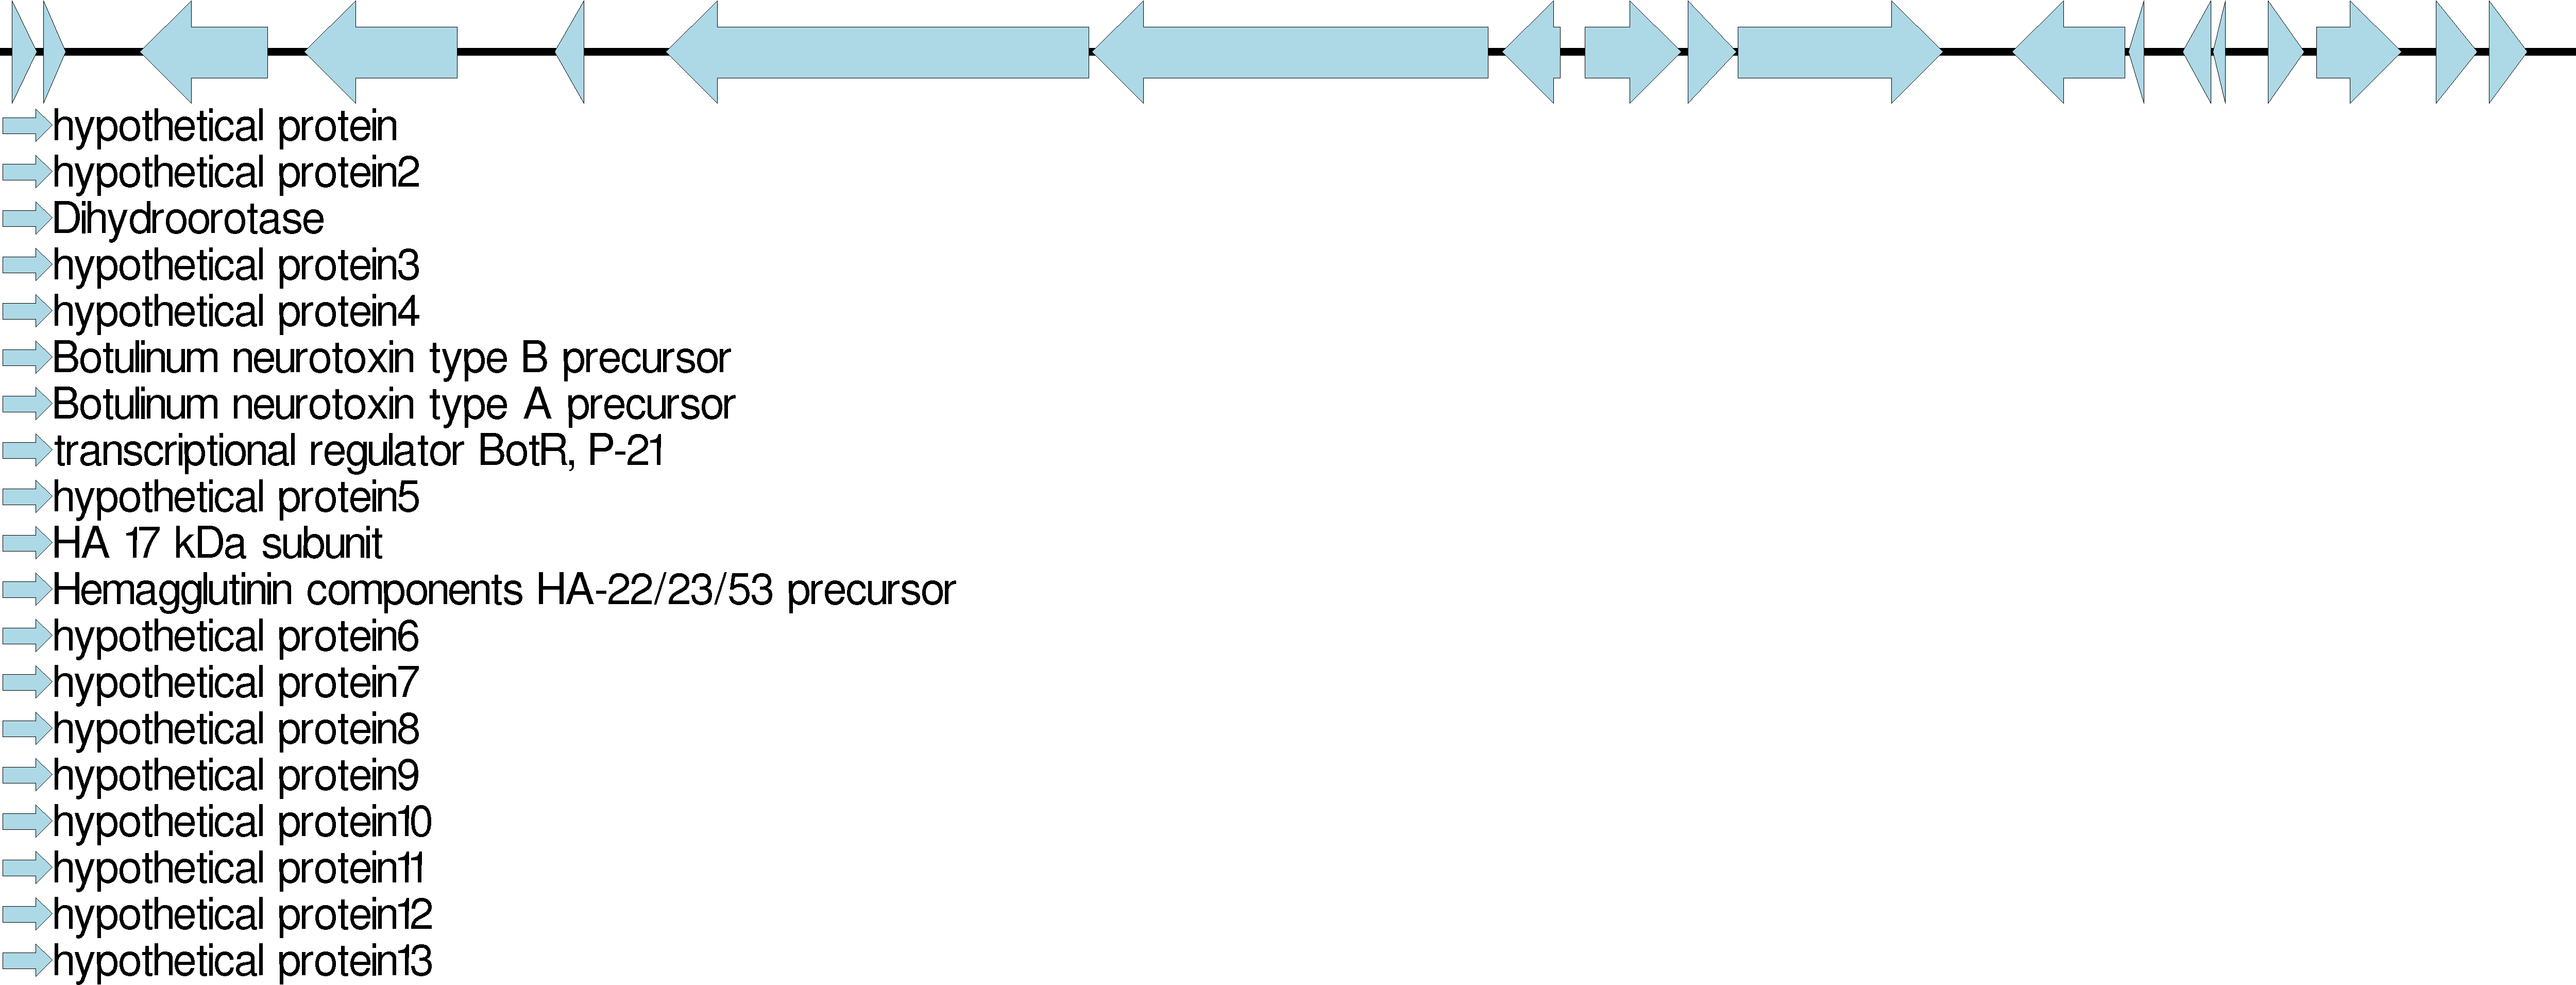 hypothetical protein
hypothetical protein2
Dihydroorotase
hypothetical protein3
hypothetical protein4
Botulinum neurotoxin type B precursor
Botulinum neurotoxin type A precursor
transcriptional regulator BotR, P-21
hypothetical protein5
HA 17 kDa subunit
Hemagglutinin components HA-22/23/53 precursor
hypothetical protein6
hypothetical protein7
hypothetical protein8
hypothetical protein9
hypothetical protein10
hypothetical protein11
hypothetical protein12
hypothetical protein13